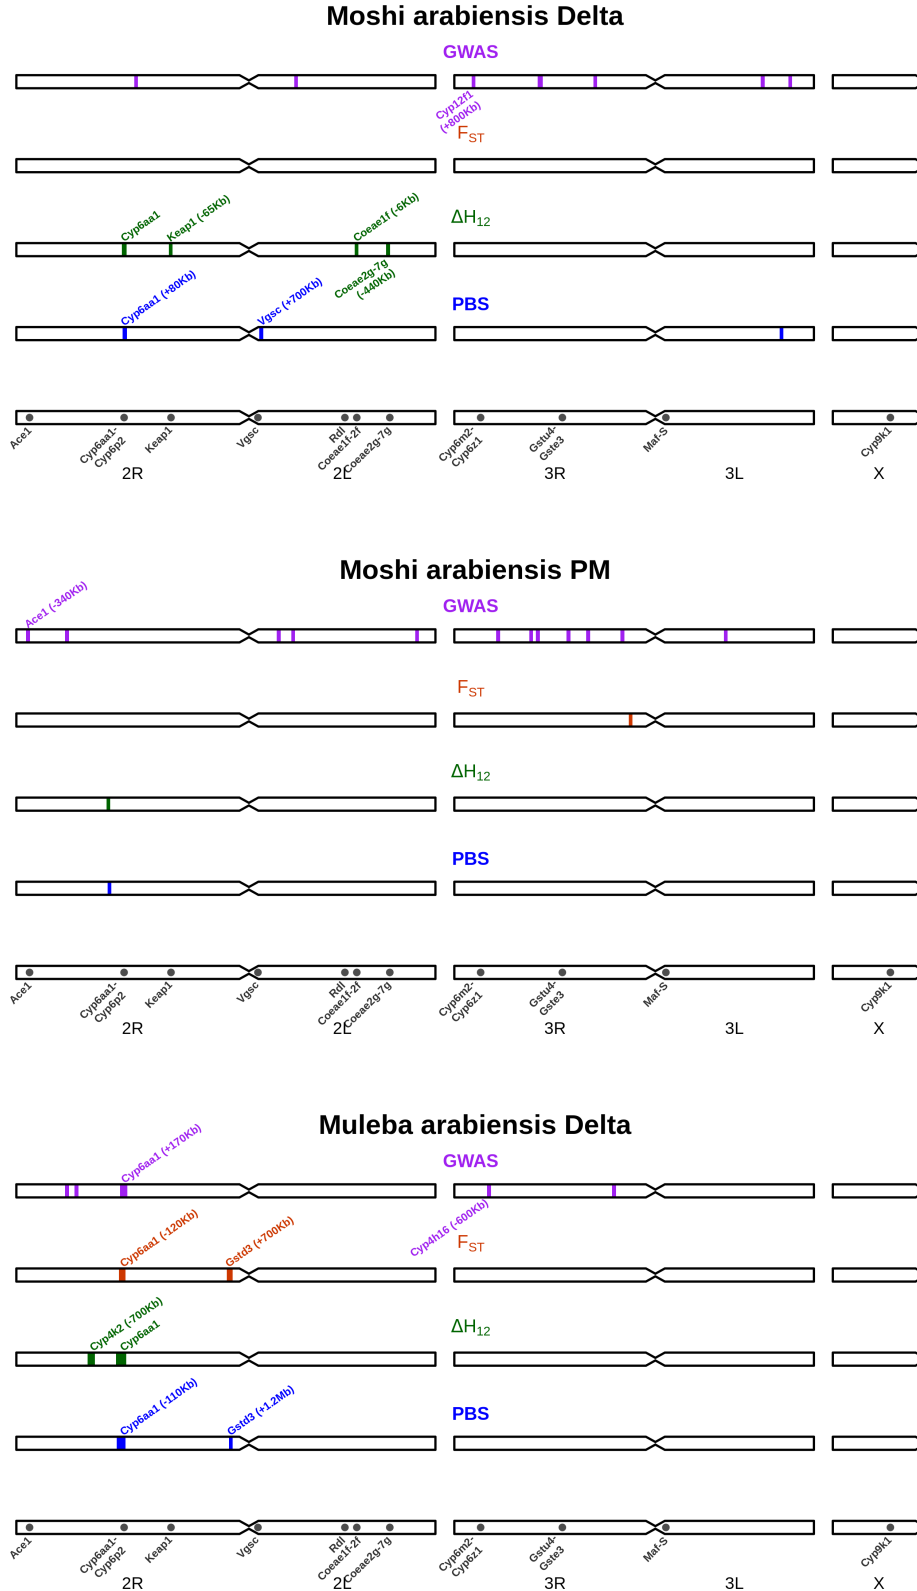 Moshi arabiensis Delta
GWAS
Cyp12f1
(+800Kb)
FST
ΔH12
Cyp6aa1
Keap1 (-65Kb)
Coeae1f (-6Kb)
Coeae2g-7g
(-440Kb)
PBS
Cyp6aa1 (+80Kb)
Vgsc (+700Kb)
Ace1
Cyp6aa1-
Cyp6p2
Keap1
Vgsc
Rdl
Coeae1f-2f
Coeae2g-7g
Cyp6m2-
Cyp6z1
Gstu4-
Gste3
Maf-S
Cyp9k1
2R
2L
3R
3L
X
Moshi arabiensis PM
GWAS
Ace1 (-340Kb)
FST
ΔH12
PBS
Ace1
Cyp6aa1-
Cyp6p2
Keap1
Vgsc
Rdl
Coeae1f-2f
Coeae2g-7g
Cyp6m2-
Cyp6z1
Gstu4-
Gste3
Maf-S
Cyp9k1
2R
2L
3R
3L
X
Muleba arabiensis Delta
GWAS
Cyp6aa1 (+170Kb)
Cyp4h16 (-600Kb)
FST
Cyp6aa1 (-120Kb)
Gstd3 (+700Kb)
ΔH12
Cyp4k2 (-700Kb)
Cyp6aa1
PBS
Cyp6aa1 (-110Kb)
Gstd3 (+1.2Mb)
Ace1
Cyp6aa1-
Cyp6p2
Keap1
Vgsc
Rdl
Coeae1f-2f
Coeae2g-7g
Cyp6m2-
Cyp6z1
Gstu4-
Gste3
Maf-S
Cyp9k1
2R
2L
3R
3L
X